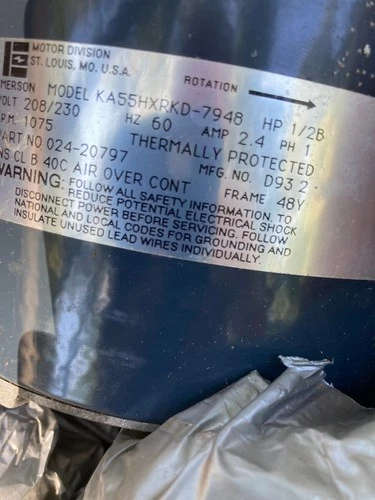 MOTOR DIVISION
ST. LOUIS, MO. U.S.A.
ROTATION
EMERSON MODEL KA55HXRKD-7948 HP 1/2B
VOLT 208/230 HZ 60 AMP 2.4 PH 1
P.M. 1075 THERMALLY PROTECTED
PART NO 024-20797 MFG. NO. D93 2
NS CL B 40C AIR OVER CONT FRAME 48Y
WARNING: FOLLOW ALL SAFETY INFORMATION. TO
REDUCE POTENTIAL ELECTRICAL SHOCK
DISCONNECT POWER BEFORE SERVICING. FOLLOW
NATIONAL AND LOCAL CODES FOR GROUNDING AND
INSULATE UNUSED LEAD WIRES INDIVIDUALLY.